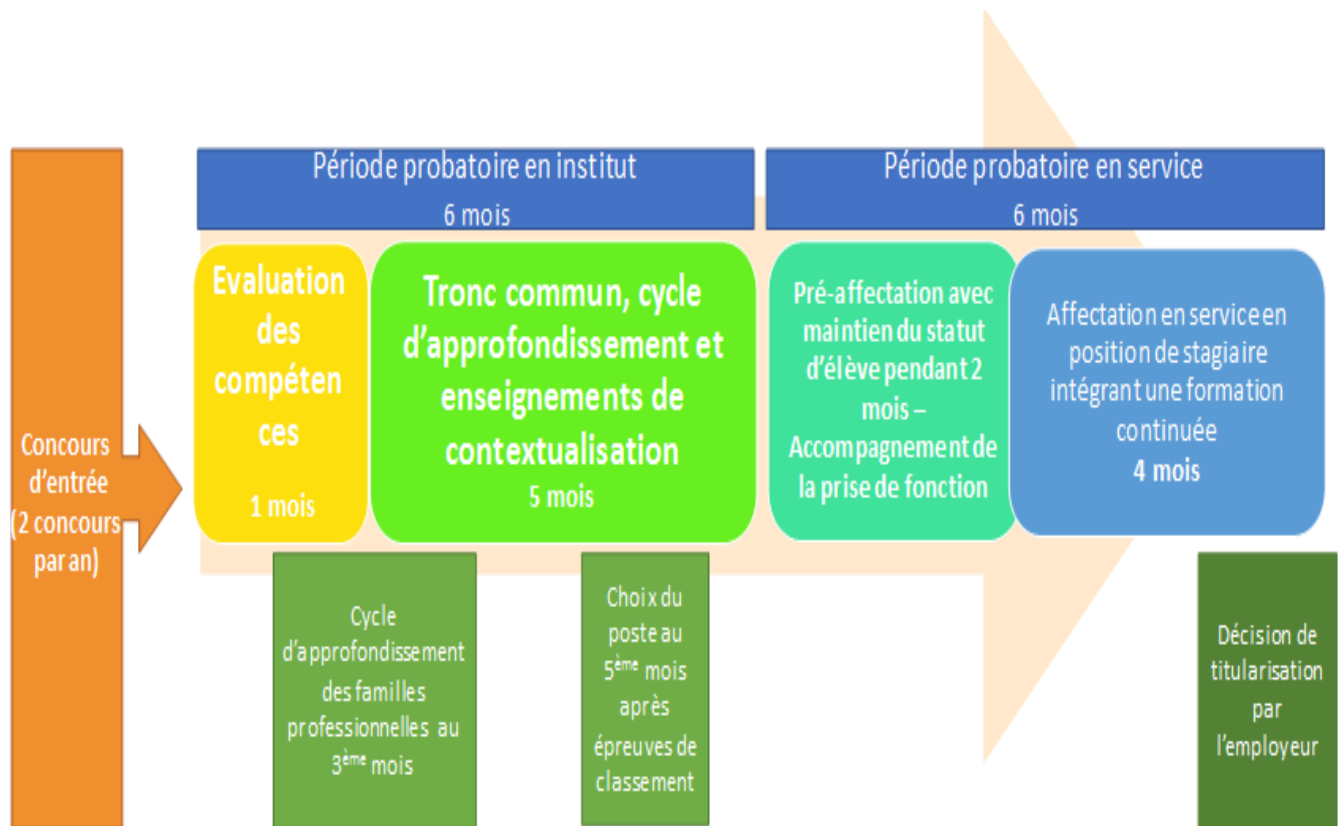 Concours
d'entrée
(2 concours
par an)
Période probatoire en institut
6 mois
Période probatoire en service
6 mois
Evaluation
des
compéten
ces
1 mois
Tronc commun, cycle
d'approfondissement et
enseignements de
contextualisation
5 mois
Pré-affectation avec
maintien du statut
d'élève pendant 2
mois –
Accompagnement de
la prise de fonction
Affectation en service en
position de stagiaire
intégrant une formation
continuée
4 mois
Cycle
d'approfondissement
des familles
professionnelles au
3ème mois
Choix du
poste au
5ème mois
après
épreuves de
classement
Décision de
titularisation
par
l'employeur